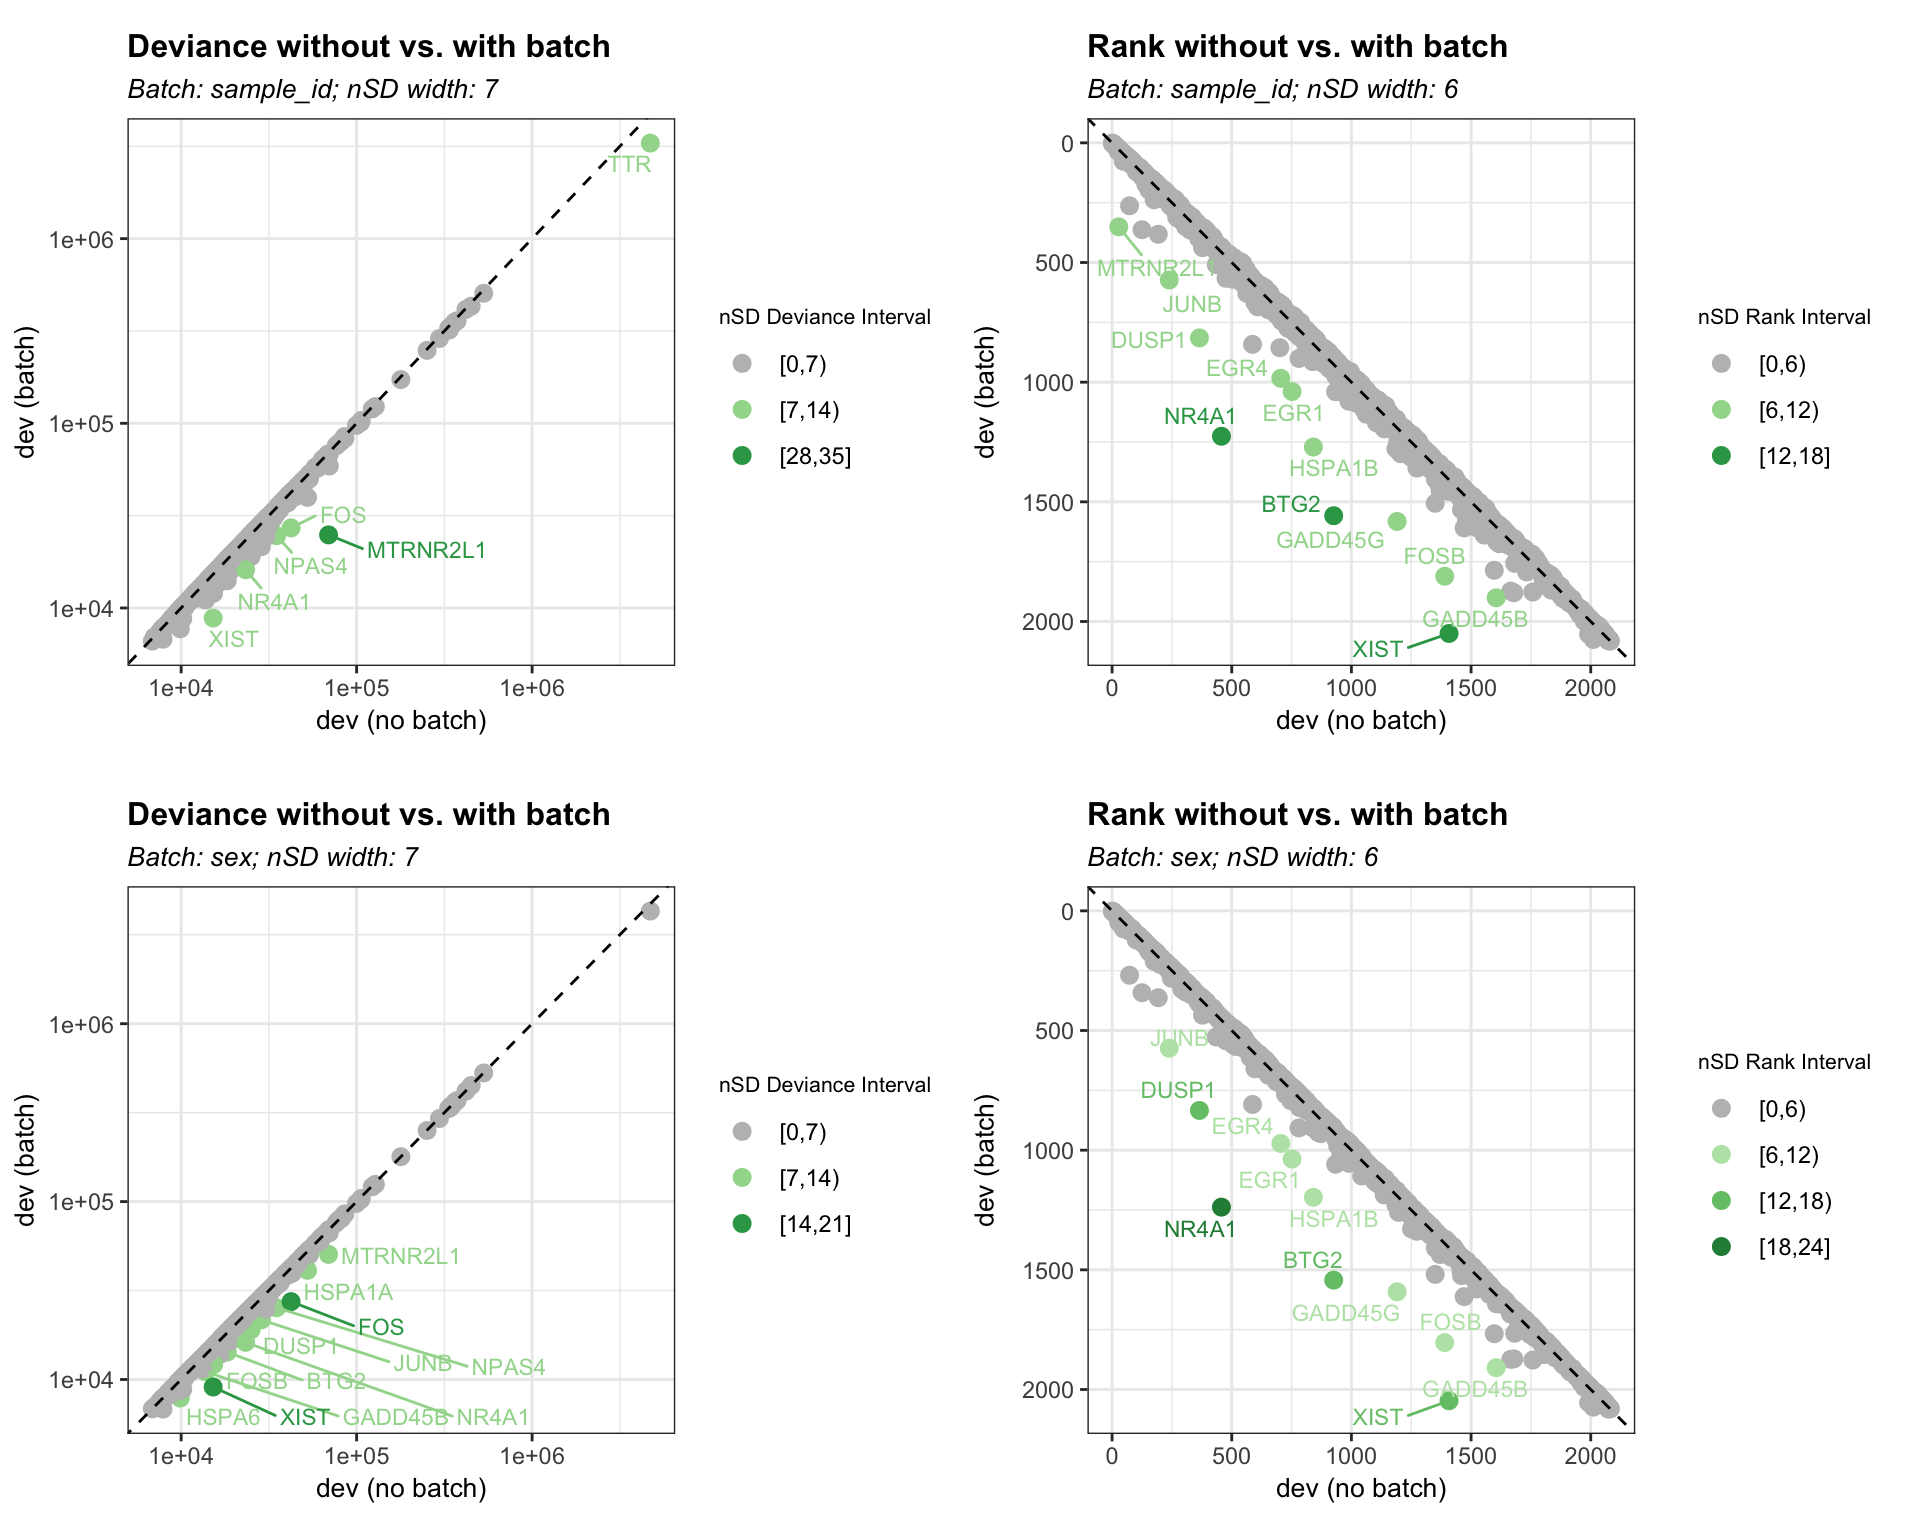 Deviance without vs. with batch
Batch: sample_id; nSD width: 7
1e+06
1e+05
1e+04
1e+04
1e+05
1e+06
dev (batch)
dev (no batch)
TTR
FOS
MTRNR2L1
NPAS4
NR4A1
XIST
nSD Deviance Interval
[0,7)
[7,14)
[28,35]
Rank without vs. with batch
Batch: sample_id; nSD width: 6
0
500
1000
1500
2000
0
500
1000
1500
2000
dev (batch)
dev (no batch)
MTRNR2L1
JUNB
DUSP1
EGR4
EGR1
NR4A1
HSPA1B
BTG2
GADD45G
FOSB
GADD45B
XIST
nSD Rank Interval
[0,6)
[6,12)
[12,18]
Deviance without vs. with batch
Batch: sex; nSD width: 7
1e+06
1e+05
1e+04
1e+04
1e+05
1e+06
dev (batch)
dev (no batch)
MTRNR2L1
HSPA1A
FOS
DUSP1
JUNB
NPAS4
FOSB
BTG2
HSPA6
XIST
GADD45B
NR4A1
nSD Deviance Interval
[0,7)
[7,14)
[14,21]
Rank without vs. with batch
Batch: sex; nSD width: 6
0
500
1000
1500
2000
0
500
1000
1500
2000
dev (batch)
dev (no batch)
JUNB
DUSP1
EGR4
EGR1
HSPA1B
NR4A1
BTG2
GADD45G
FOSB
GADD45B
XIST
nSD Rank Interval
[0,6)
[6,12)
[12,18)
[18,24]